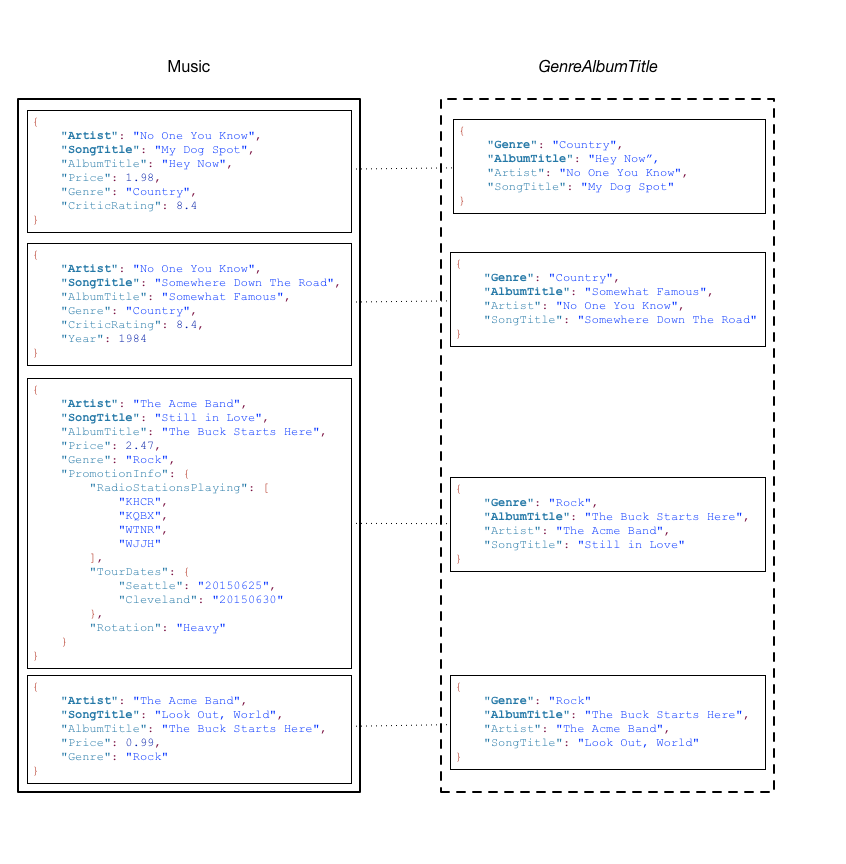 Music
{
"Artist": "No One You Know",
"SongTitle": "My Dog Spot",
"AlbumTitle": "Hey Now",
"Price": 1.98,
"Genre": "Country",
"CriticRating": 8.4
}
{
"Artist": "No One You Know",
"SongTitle": "Somewhere Down The Road",
"AlbumTitle": "Somewhat Famous",
"Genre": "Country",
"CriticRating": 8.4,
"Year": 1984
}
{
"Artist": "The Acme Band",
"SongTitle": "Still in Love",
"AlbumTitle": "The Buck Starts Here",
"Price": 2.47,
"Genre": "Rock",
"PromotionInfo": {
"RadioStationsPlaying": [
"KHCR",
"KQBX",
"WTNR",
"WJJH"
],
"TourDates": {
"Seattle": "20150625",
"Cleveland": "20150630"
},
"Rotation": "Heavy"
}
}
{
"Artist": "The Acme Band",
"SongTitle": "Look Out, World",
"AlbumTitle": "The Buck Starts Here",
"Price": 0.99,
"Genre": "Rock"
}
GenreAlbumTitle
{
"Genre": "Country",
"AlbumTitle": "Hey Now”,
"Artist": "No One You Know",
"SongTitle": "My Dog Spot"
}
{
"Genre": "Country",
"AlbumTitle": "Somewhat Famous",
"Artist": "No One You Know",
"SongTitle": "Somewhere Down The Road"
}
{
"Genre": "Rock",
"AlbumTitle": "The Buck Starts Here",
"Artist": "The Acme Band",
"SongTitle": "Still in Love"
}
{
"Genre": "Rock"
"AlbumTitle": "The Buck Starts Here",
"Artist": "The Acme Band",
"SongTitle": "Look Out, World"
}